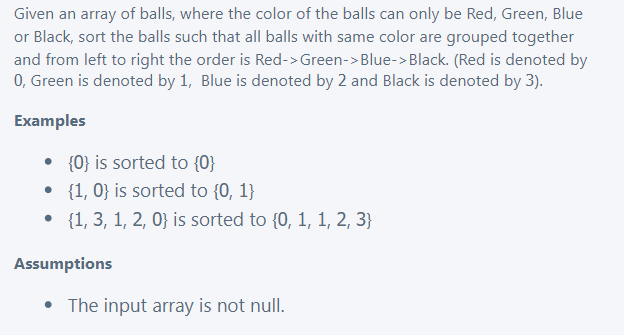 Given an array of balls, where the color of the balls can only be Red, Green, Blue
or Black, sort the balls such that all balls with same color are grouped together
and from left to right the order is Red->Green->Blue->Black. (Red is denoted by
0, Green is denoted by 1,  Blue is denoted by 2 and Black is denoted by 3).
Examples
• {0} is sorted to {0}
• {1, 0} is sorted to {0, 1}
• {1, 3, 1, 2, 0} is sorted to {0, 1, 1, 2, 3}
Assumptions
• The input array is not null.